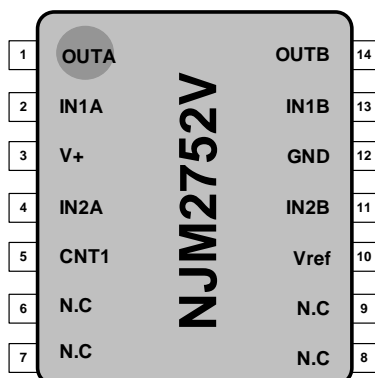 1 OUTA OUTB 14
2 IN1A IN1B 13
3 V+ GND 12
4 IN2A IN2B 11
5 CNT1 Vref 10
6 N.C N.C 9
7 N.C N.C 8
NJM2752V